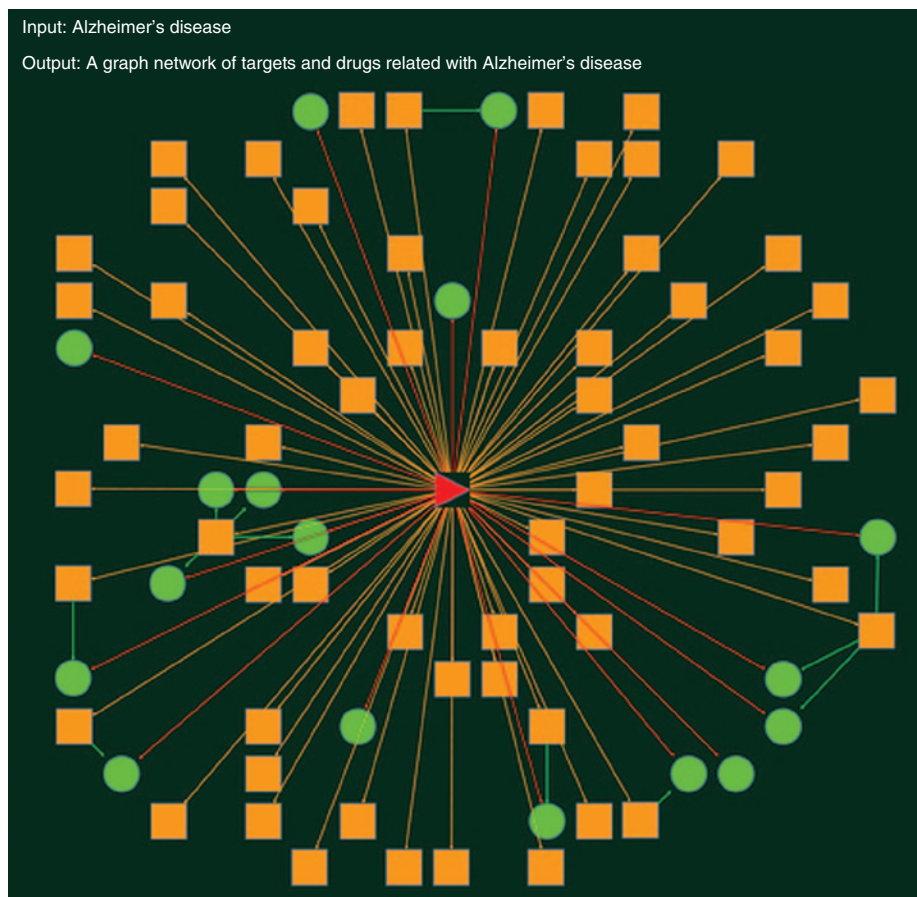 Input: Alzheimer's disease
Output: A graph network of targets and drugs related with Alzheimer's disease